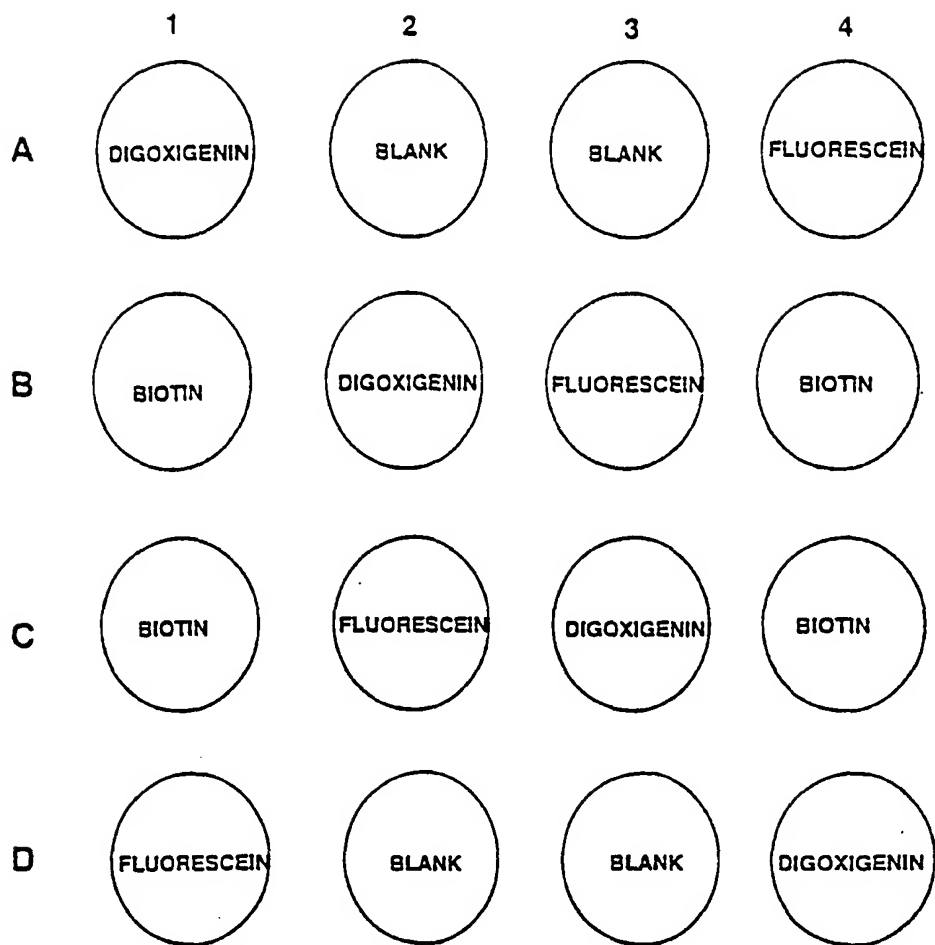 1 2 3 4
A DIGOXIGENIN BLANK BLANK FLUORESCEIN
B BIOTIN DIGOXIGENIN FLUORESCEIN BIOTIN
C BIOTIN FLUORESCEIN DIGOXIGENIN BIOTIN
D FLUORESCEIN BLANK BLANK DIGOXIGENIN